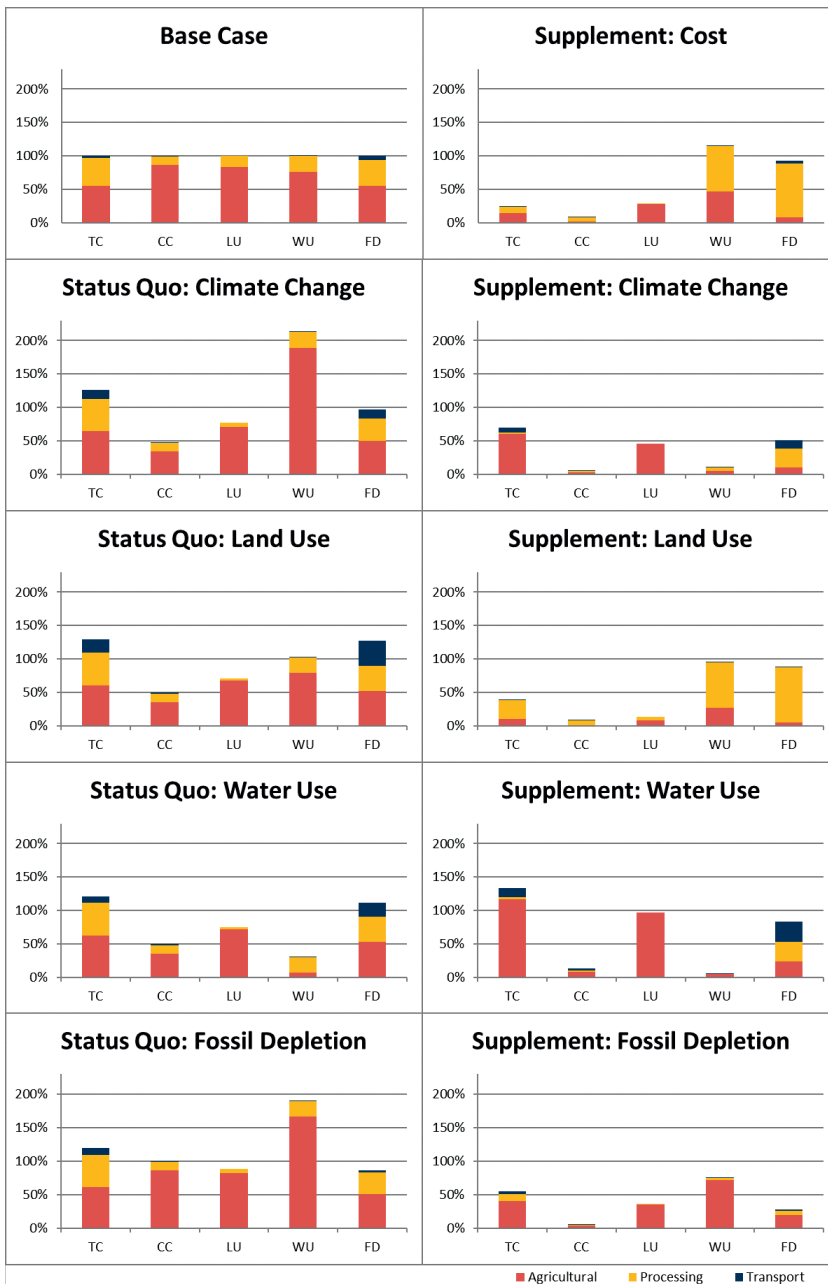 Base Case
200%
150%
100%
50%
0%
TC CC LU WU FD
Supplement: Cost
200%
150%
100%
50%
0%
TC CC LU WU FD
Status Quo: Climate Change
200%
150%
100%
50%
0%
TC CC LU WU FD
Supplement: Climate Change
200%
150%
100%
50%
0%
TC CC LU WU FD
Status Quo: Land Use
200%
150%
100%
50%
0%
TC CC LU WU FD
Supplement: Land Use
200%
150%
100%
50%
0%
TC CC LU WU FD
Status Quo: Water Use
200%
150%
100%
50%
0%
TC CC LU WU FD
Supplement: Water Use
200%
150%
100%
50%
0%
TC CC LU WU FD
Status Quo: Fossil Depletion
200%
150%
100%
50%
0%
TC CC LU WU FD
Supplement: Fossil Depletion
200%
150%
100%
50%
0%
TC CC LU WU FD
Agricultural Processing Transport